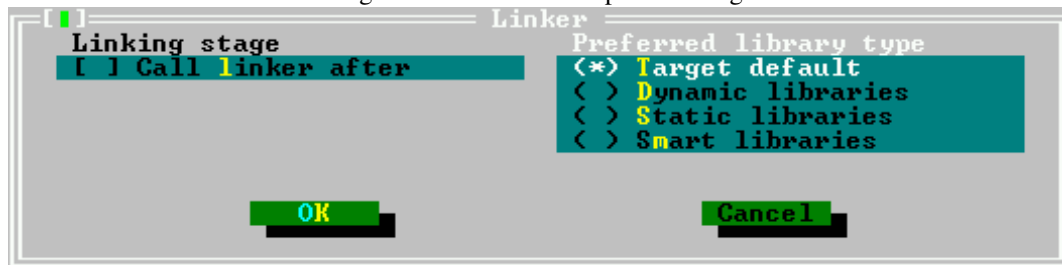 [■] Linker
Linking stage
[ ] Call linker after
Preferred library type
(*) Target default
( ) Dynamic libraries
( ) Static libraries
( ) Smart libraries
OK Cancel